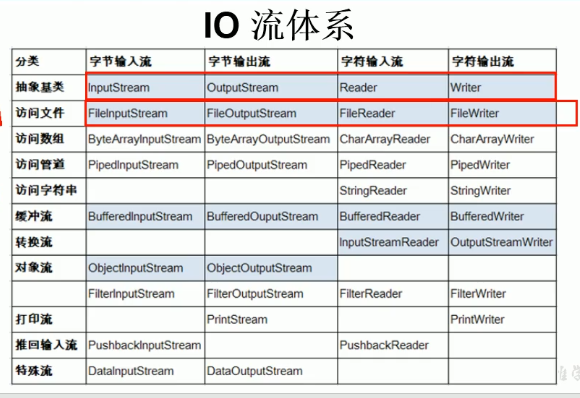 IO 流体系
分类 字节输入流 字节输出流 字符输入流 字符输出流
抽象基类 InputStream OutputStream Reader Writer
访问文件 FileInputStream FileOutputStream FileReader FileWriter
访问数组 ByteArrayInputStream ByteArrayOutputStream CharArrayReader CharArrayWriter
访问管道 PipedInputStream PipedOutputStream PipedReader PipedWriter
访问字符串 StringReader StringWriter
缓冲流 BufferedInputStream BufferedOuputStream BufferedReader BufferedWriter
转换流 InputStreamReader OutputStreamWriter
对象流 ObjectInputStream ObjectOutputStream
FilterInputStream FilterOutputStream FilterReader FilterWriter
打印流 PrintStream PrintWriter
推回输入流 PushbackInputStream PushbackReader
特殊流 DataInputStream DataOutputStream